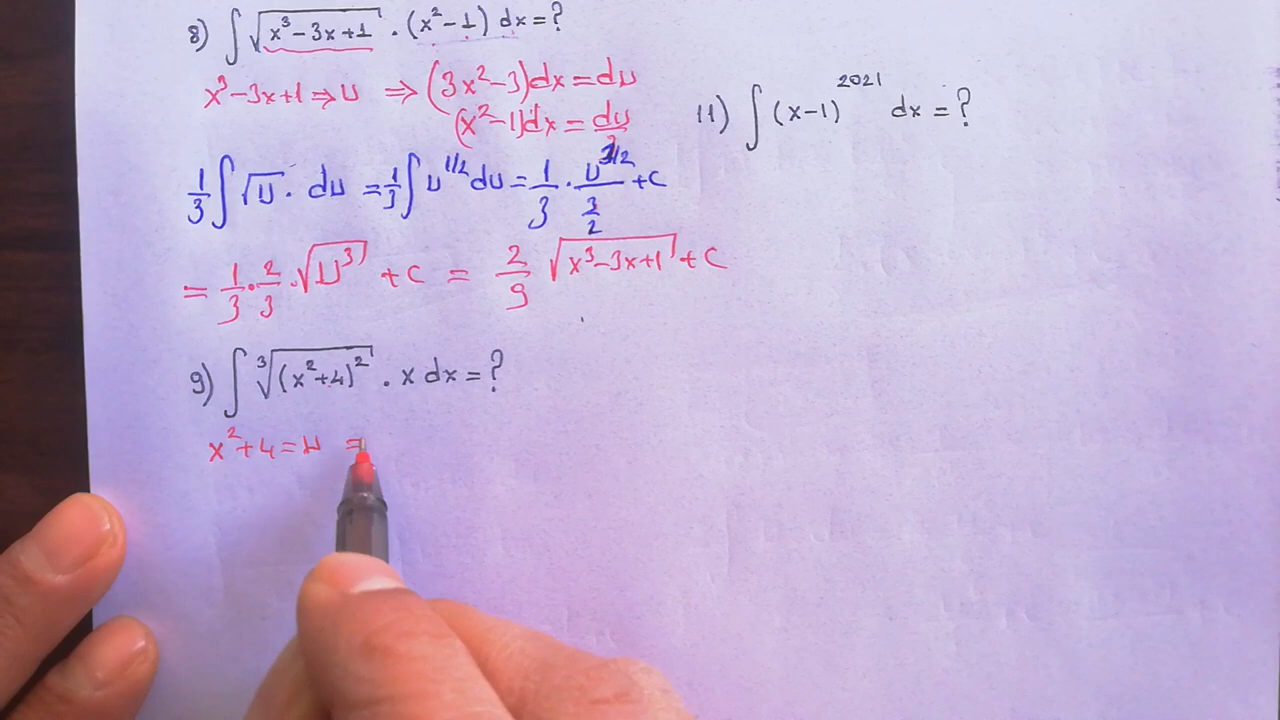 8) ∫ √(x³ − 3x + 1) · (x² − 1) dx = ?
x³ − 3x + 1 ⇒ u ⇒ (3x² − 3)dx = du
(x² − 1)dx = du/3
1/3 ∫ √u · du = 1/3 ∫ u^(1/2) du = 1/3 · u^(3/2)/(3/2) + c
= 1/3 · 2/3 · √(u³) + c = 2/9 √(x³ − 3x + 1) + c
9) ∫ ∛((x² + 4)²) · x dx = ?
x² + 4 = u =
11) ∫ (x − 1)^2021 dx = ?